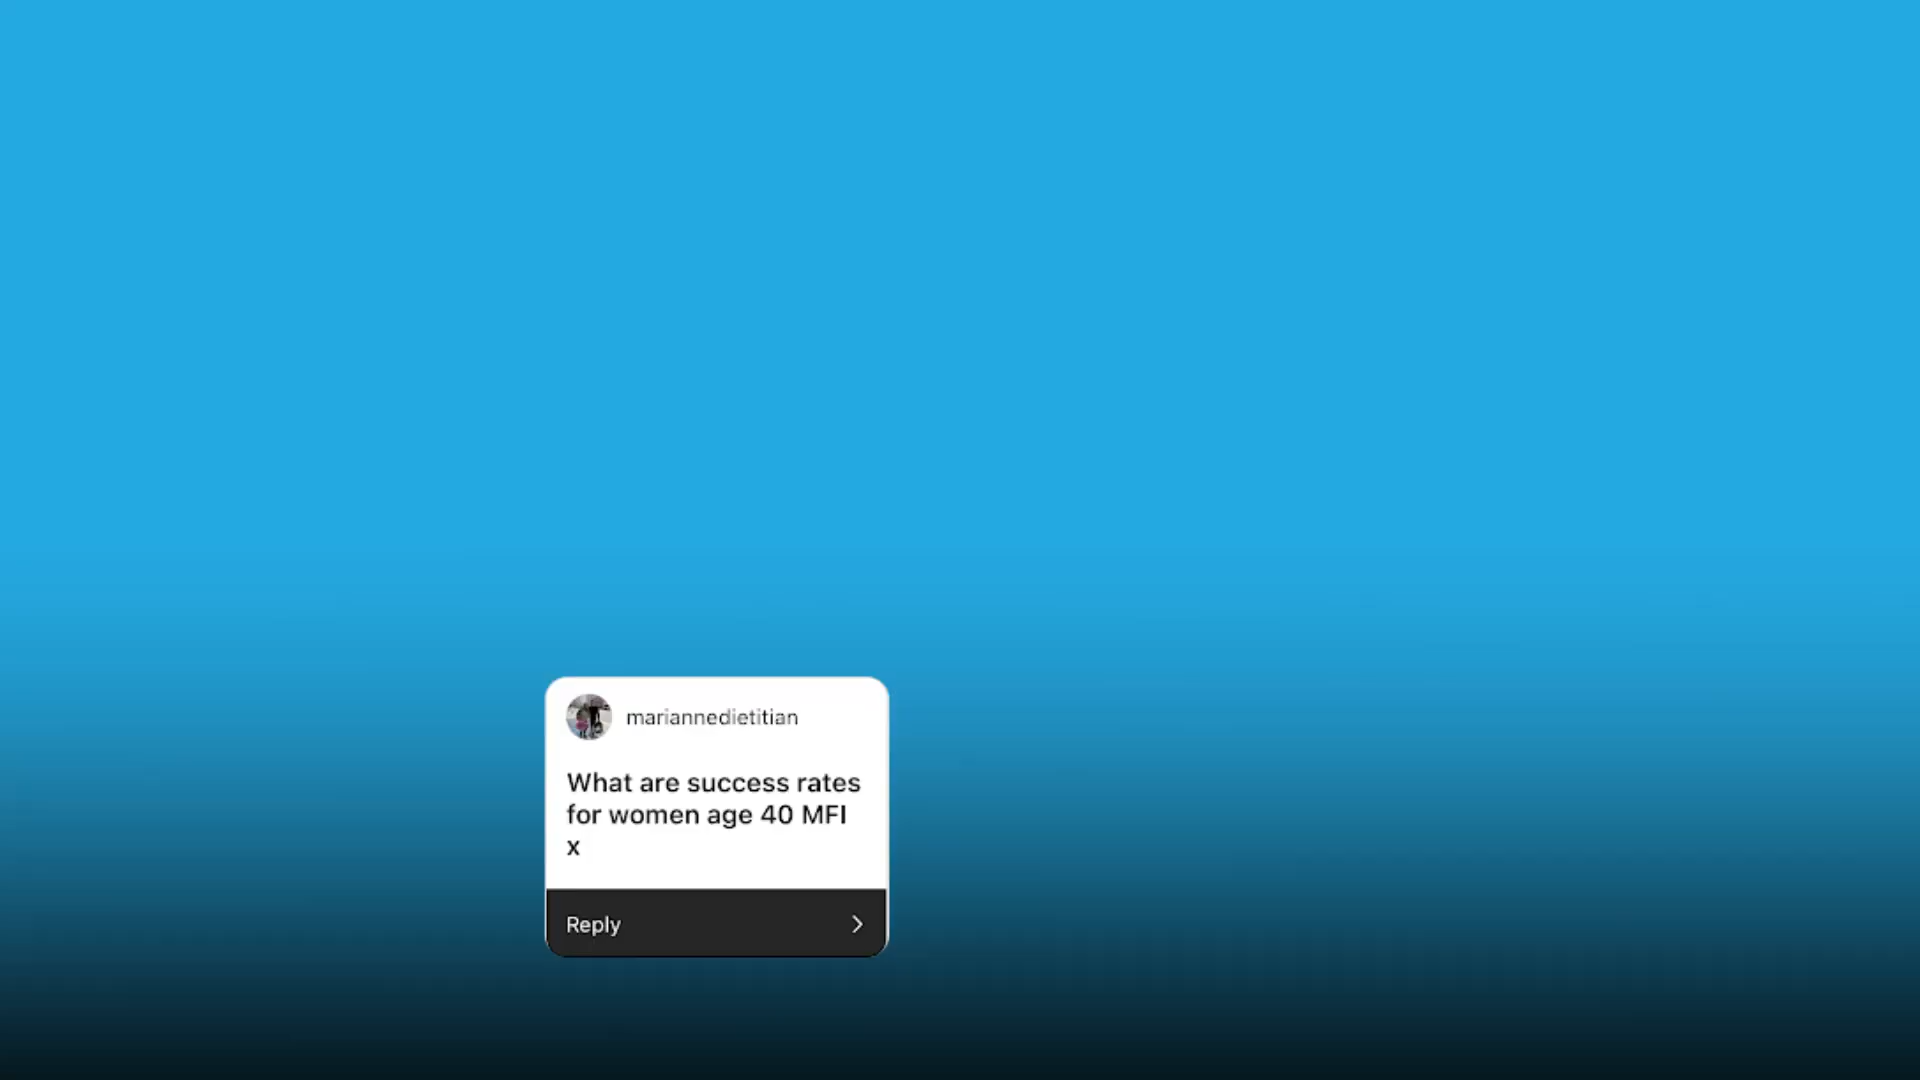 mariannedietitian
What are success rates
for women age 40 MFI
x
Reply